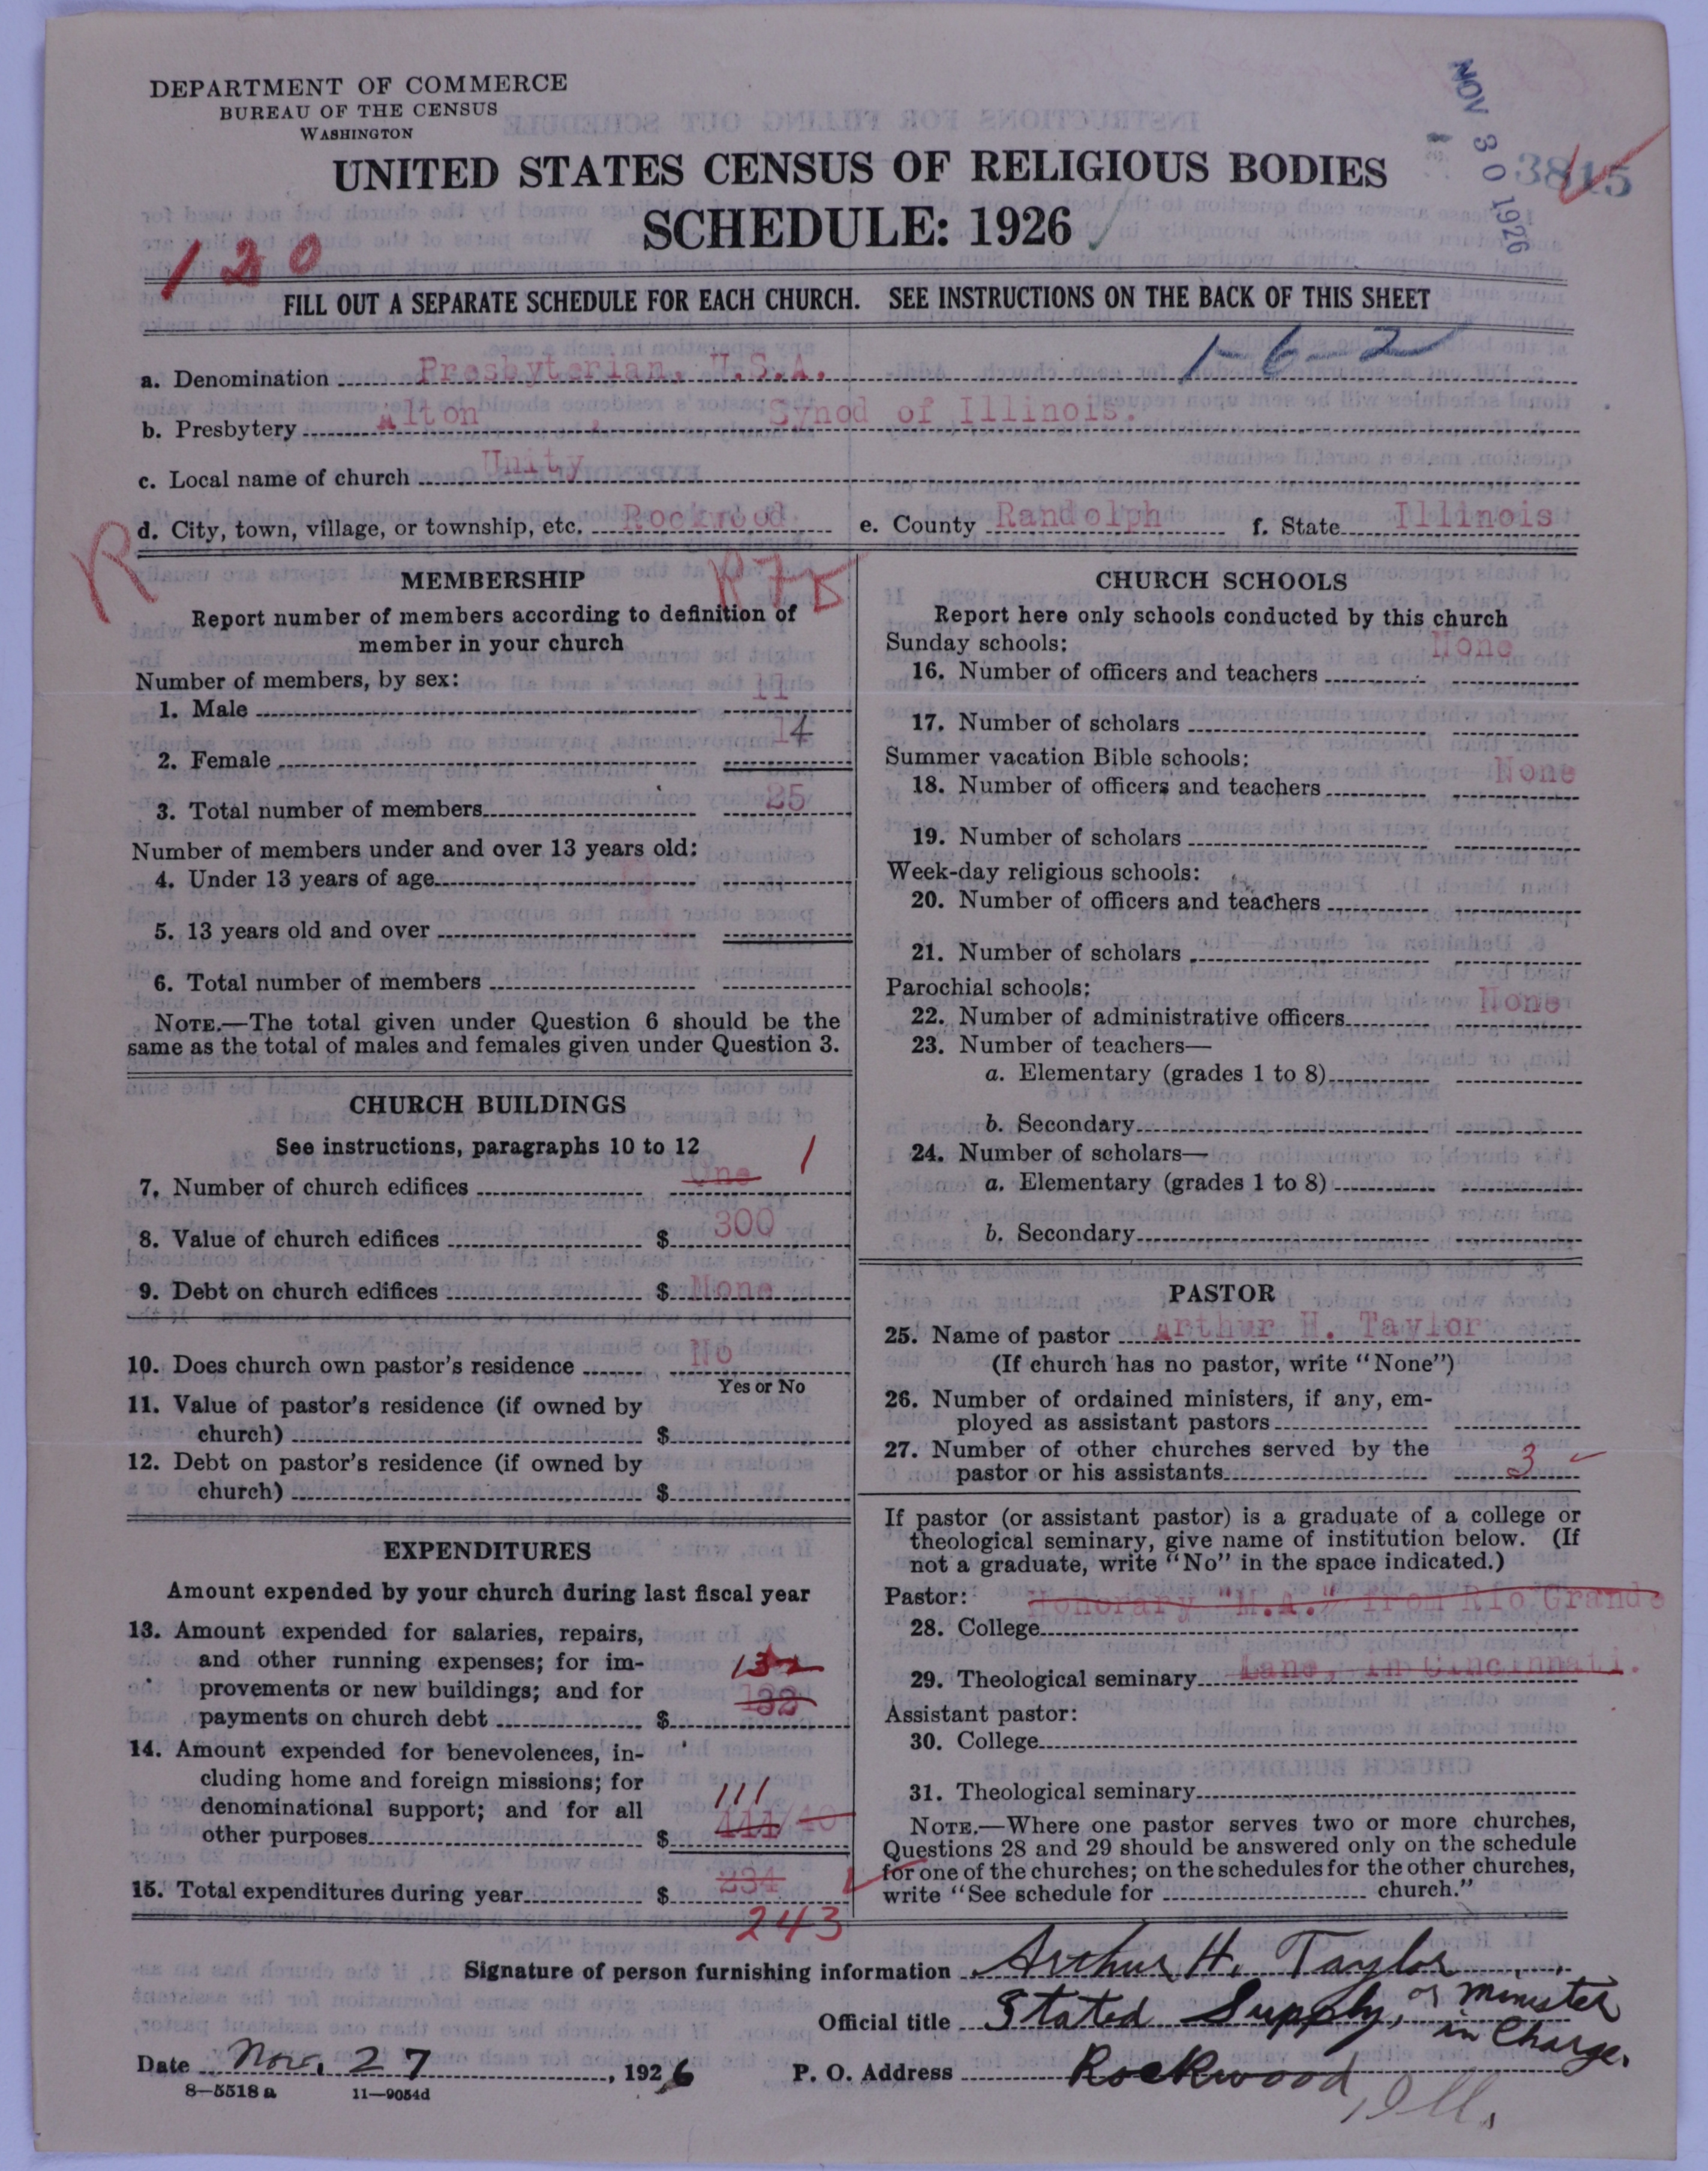 DEPARTMENT OF COMMERCE
BUREAU OF THE CENSUS
WASHINGTON
NOV 30 1926
3815
UNITED STATES CENSUS OF RELIGIOUS BODIES
SCHEDULE: 1926
120
FILL OUT A SEPARATE SCHEDULE FOR EACH CHURCH. SEE INSTRUCTIONS ON THE BACK OF THIS SHEET
1-6-2
a. Denomination Presbyterian, U.S.A.
b. Presbytery Alton Synod of Illinois.
c. Local name of church Unity
d. City, town, village, or township, etc. Rockwood e. County Randolph f. State Illinois
R
MEMBERSHIP
Report number of members according to definition of
member in your church
Number of members, by sex:
1. Male 11
2. Female 14
3. Total number of members 25
Number of members under and over 13 years old:
4. Under 13 years of age
5. 13 years old and over
6. Total number of members
NOTE.—The total given under Question 6 should be the
same as the total of males and females given under Question 3.
CHURCH BUILDINGS
See instructions, paragraphs 10 to 12
7. Number of church edifices One 1
8. Value of church edifices $ 300
9. Debt on church edifices $ None
10. Does church own pastor's residence No
Yes or No
11. Value of pastor's residence (if owned by
church) $
12. Debt on pastor's residence (if owned by
church) $
EXPENDITURES
Amount expended by your church during last fiscal year
13. Amount expended for salaries, repairs,
and other running expenses; for im-
provements or new buildings; and for
payments on church debt $ 132
14. Amount expended for benevolences, in-
cluding home and foreign missions; for
denominational support; and for all
other purposes $ 111
15. Total expenditures during year $ 234
243
CHURCH SCHOOLS
Report here only schools conducted by this church
Sunday schools: None
16. Number of officers and teachers
17. Number of scholars
Summer vacation Bible schools:
18. Number of officers and teachers None
19. Number of scholars
Week-day religious schools:
20. Number of officers and teachers
21. Number of scholars
Parochial schools:
22. Number of administrative officers None
23. Number of teachers—
a. Elementary (grades 1 to 8)
b. Secondary
24. Number of scholars—
a. Elementary (grades 1 to 8)
b. Secondary
PASTOR
25. Name of pastor Arthur H. Taylor
(If church has no pastor, write "None")
26. Number of ordained ministers, if any, em-
ployed as assistant pastors
27. Number of other churches served by the
pastor or his assistants 3
If pastor (or assistant pastor) is a graduate of a college or
theological seminary, give name of institution below. (If
not a graduate, write "No" in the space indicated.)
Pastor: Honorary "M.A." from Rio Grande
28. College
29. Theological seminary Lane, in Cincinnati.
Assistant pastor:
30. College
31. Theological seminary
NOTE.—Where one pastor serves two or more churches,
Questions 28 and 29 should be answered only on the schedule
for one of the churches; on the schedules for the other churches,
write "See schedule for church."
Signature of person furnishing information Arthur H. Taylor
Official title Stated Supply, or Minister
in Charge.
Date Nov. 27, 1926 P. O. Address Rockwood, Ill.
8—5518a 11—9054d